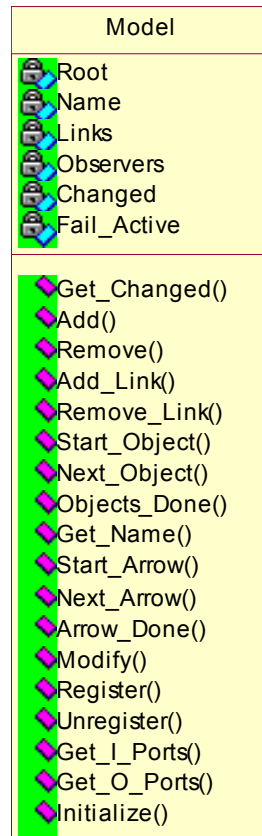 Model
Root
Name
Links
Observers
Changed
Fail_Active
Get_Changed()
Add()
Remove()
Add_Link()
Remove_Link()
Start_Object()
Next_Object()
Objects_Done()
Get_Name()
Start_Arrow()
Next_Arrow()
Arrow_Done()
Modify()
Register()
Unregister()
Get_I_Ports()
Get_O_Ports()
Initialize()